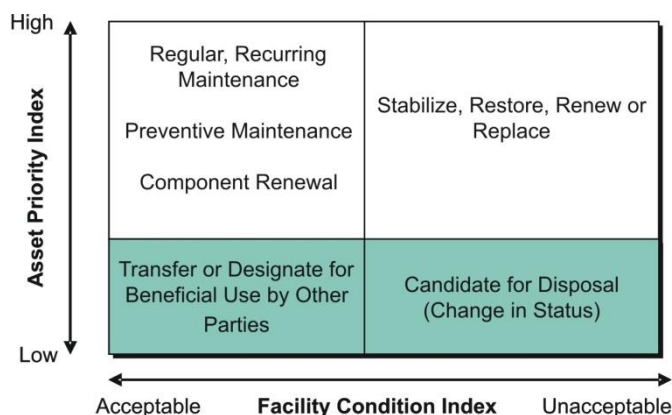 High
Asset Priority Index
Low
Regular, Recurring
Maintenance
Preventive Maintenance
Component Renewal
Stabilize, Restore, Renew or
Replace
Transfer or Designate for
Beneficial Use by Other
Parties
Candidate for Disposal
(Change in Status)
Acceptable Facility Condition Index Unacceptable